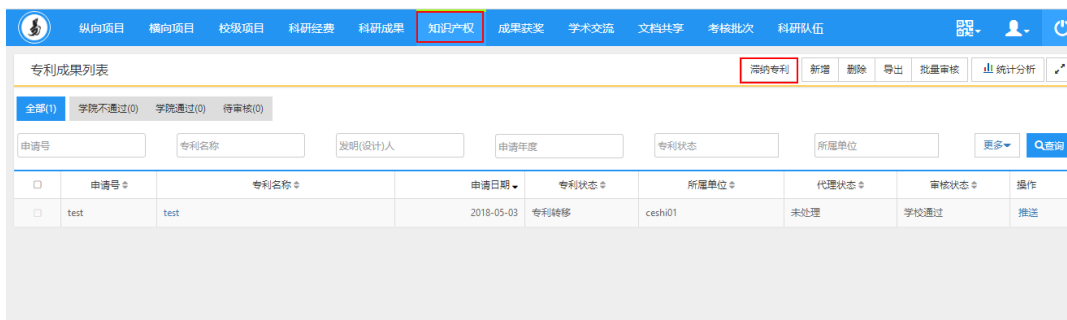 纵向项目 横向项目 校级项目 科研经费 科研成果 知识产权 成果获奖 学术交流 文档共享 考核批次 科研队伍
专利成果列表 滞纳专利 新增 删除 导出 批量审核 统计分析
全部(1) 学院不通过(0) 学院通过(0) 待审核(0)
申请号 专利名称 发明(设计)人 申请年度 专利状态 所属单位 更多 查询
申请号 专利名称 申请日期 专利状态 所属单位 代理状态 审核状态 操作
test test 2018-05-03 专利转移 ceshi01 未处理 学校通过 推送